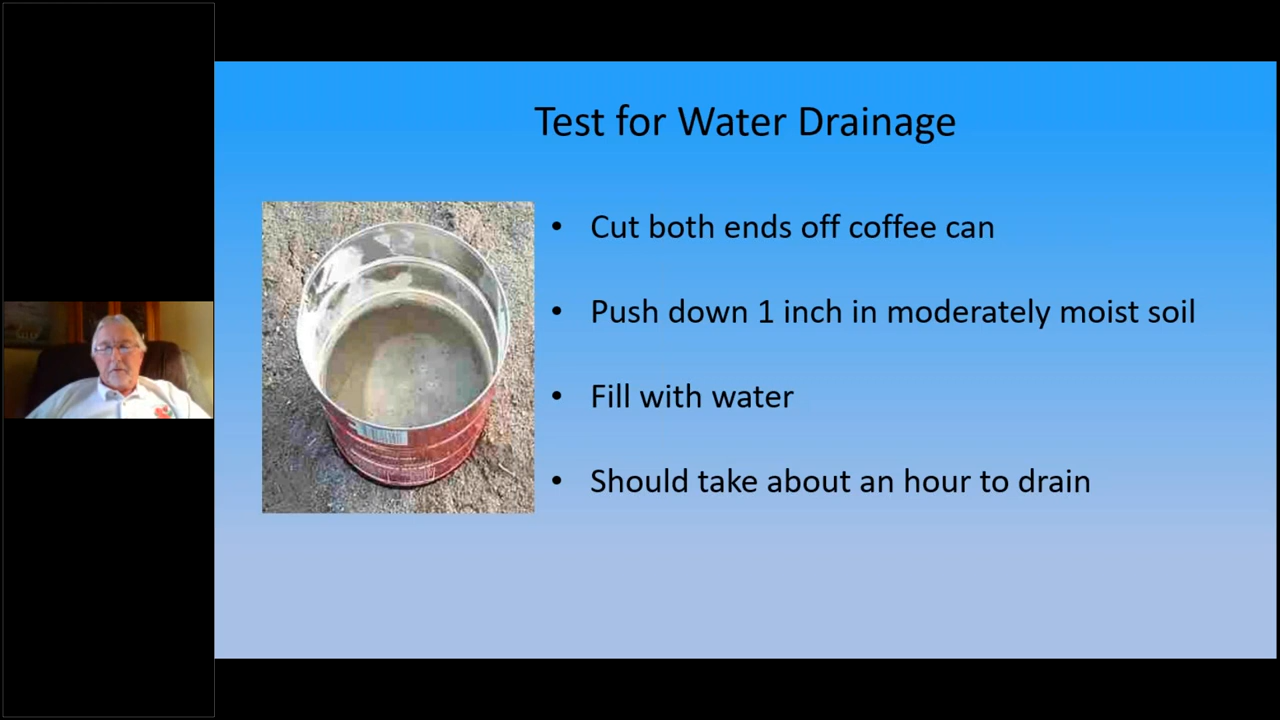 Test for Water Drainage
• Cut both ends off coffee can
• Push down 1 inch in moderately moist soil
• Fill with water
• Should take about an hour to drain